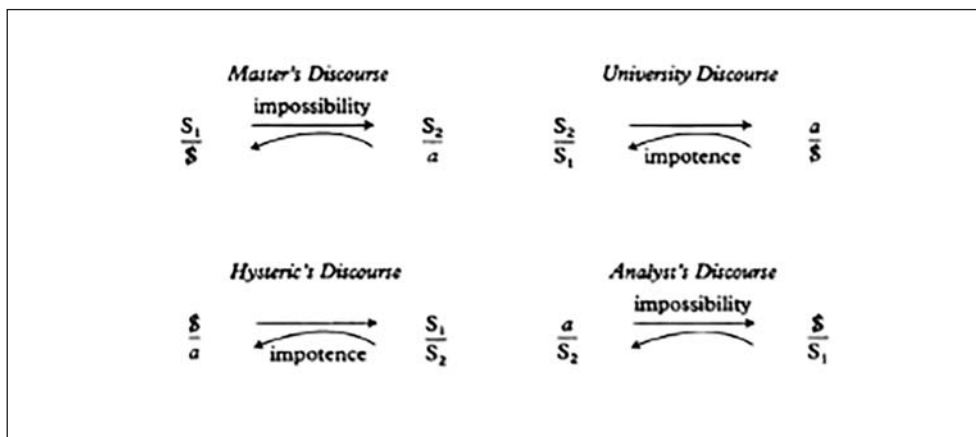 Master's Discourse
impossibility
S₁ S₂
$ a
University Discourse
S₂ a
S₁ impotence $
Hysteric's Discourse
$ S₁
a impotence S₂
Analyst's Discourse
impossibility
a $
S₂ S₁